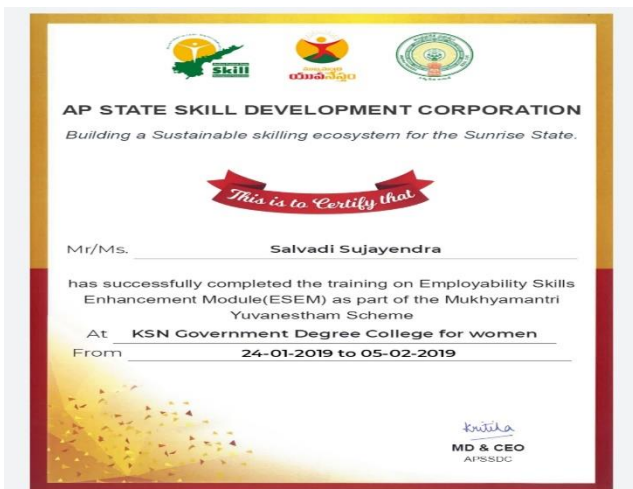 Skill
యువనేస్తం
AP STATE SKILL DEVELOPMENT CORPORATION
Building a Sustainable skilling ecosystem for the Sunrise State.
This is to Certify that
Mr/Ms. Salvadi Sujayendra
has successfully completed the training on Employability Skills
Enhancement Module(ESEM) as part of the Mukhyamantri
Yuvanestham Scheme
At KSN Government Degree College for women
From 24-01-2019 to 05-02-2019
Kritika
MD & CEO
APSSDC